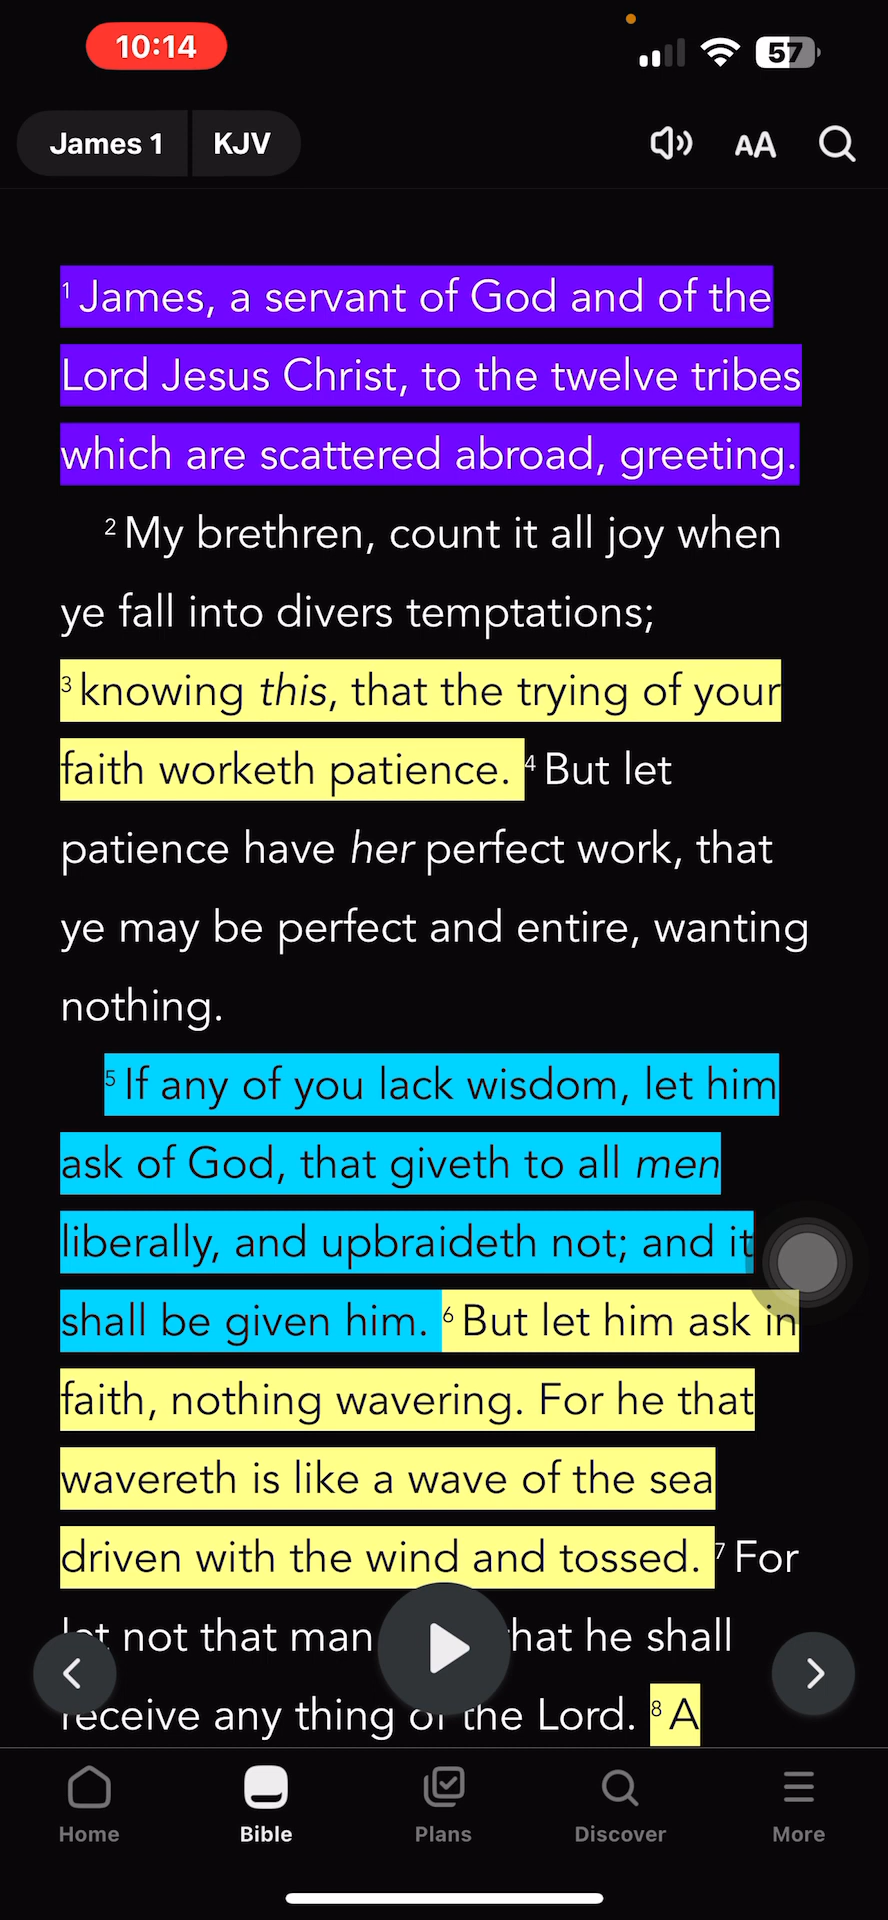 10:14
57
James 1 KJV AA
1 James, a servant of God and of the
Lord Jesus Christ, to the twelve tribes
which are scattered abroad, greeting.
2 My brethren, count it all joy when
ye fall into divers temptations;
3 knowing this, that the trying of your
faith worketh patience. 4 But let
patience have her perfect work, that
ye may be perfect and entire, wanting
nothing.
5 If any of you lack wisdom, let him
ask of God, that giveth to all men
liberally, and upbraideth not; and it
shall be given him. 6 But let him ask in
faith, nothing wavering. For he that
wavereth is like a wave of the sea
driven with the wind and tossed. 7 For
let not that man that he shall
receive any thing of the Lord. 8 A
Home Bible Plans Discover More